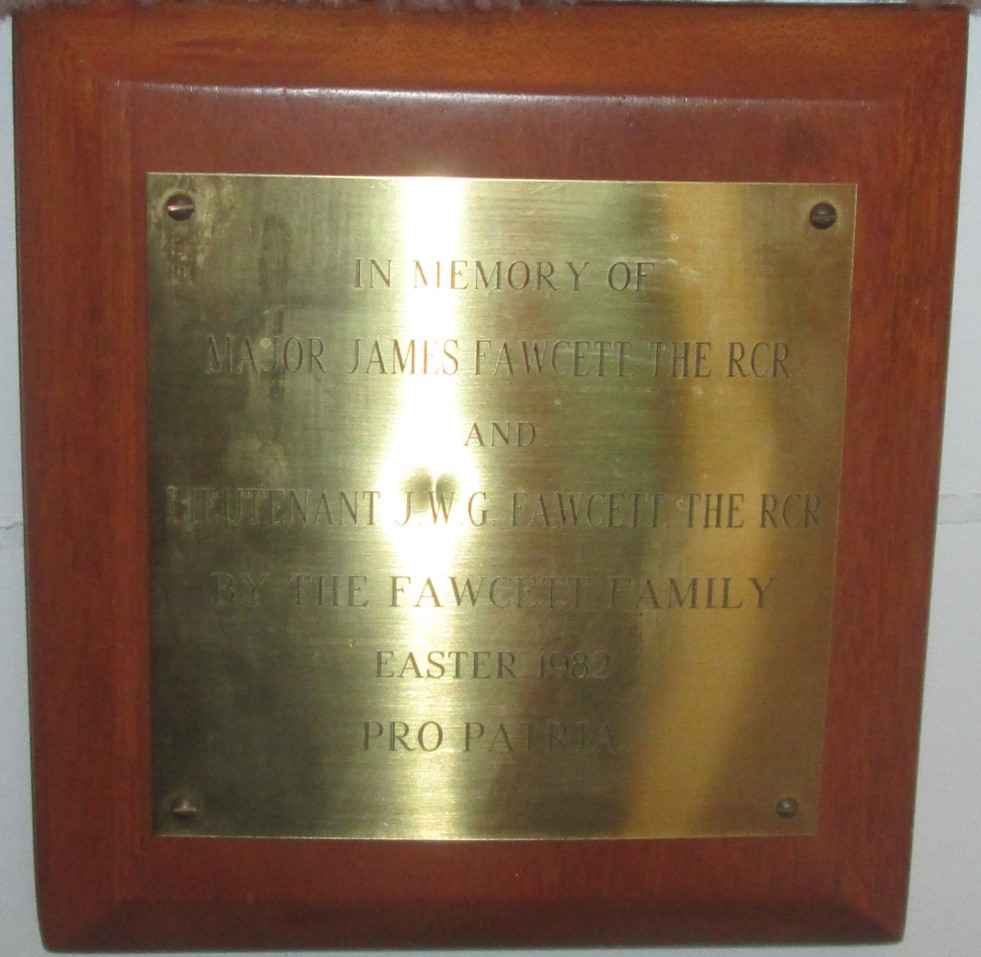 IN MEMORY OF
MAJOR JAMES FAWCETT THE RCR
AND
LIEUTENANT J.W.G. FAWCETT THE RCR
BY THE FAWCETT FAMILY
EASTER 1982
PRO PATRIA